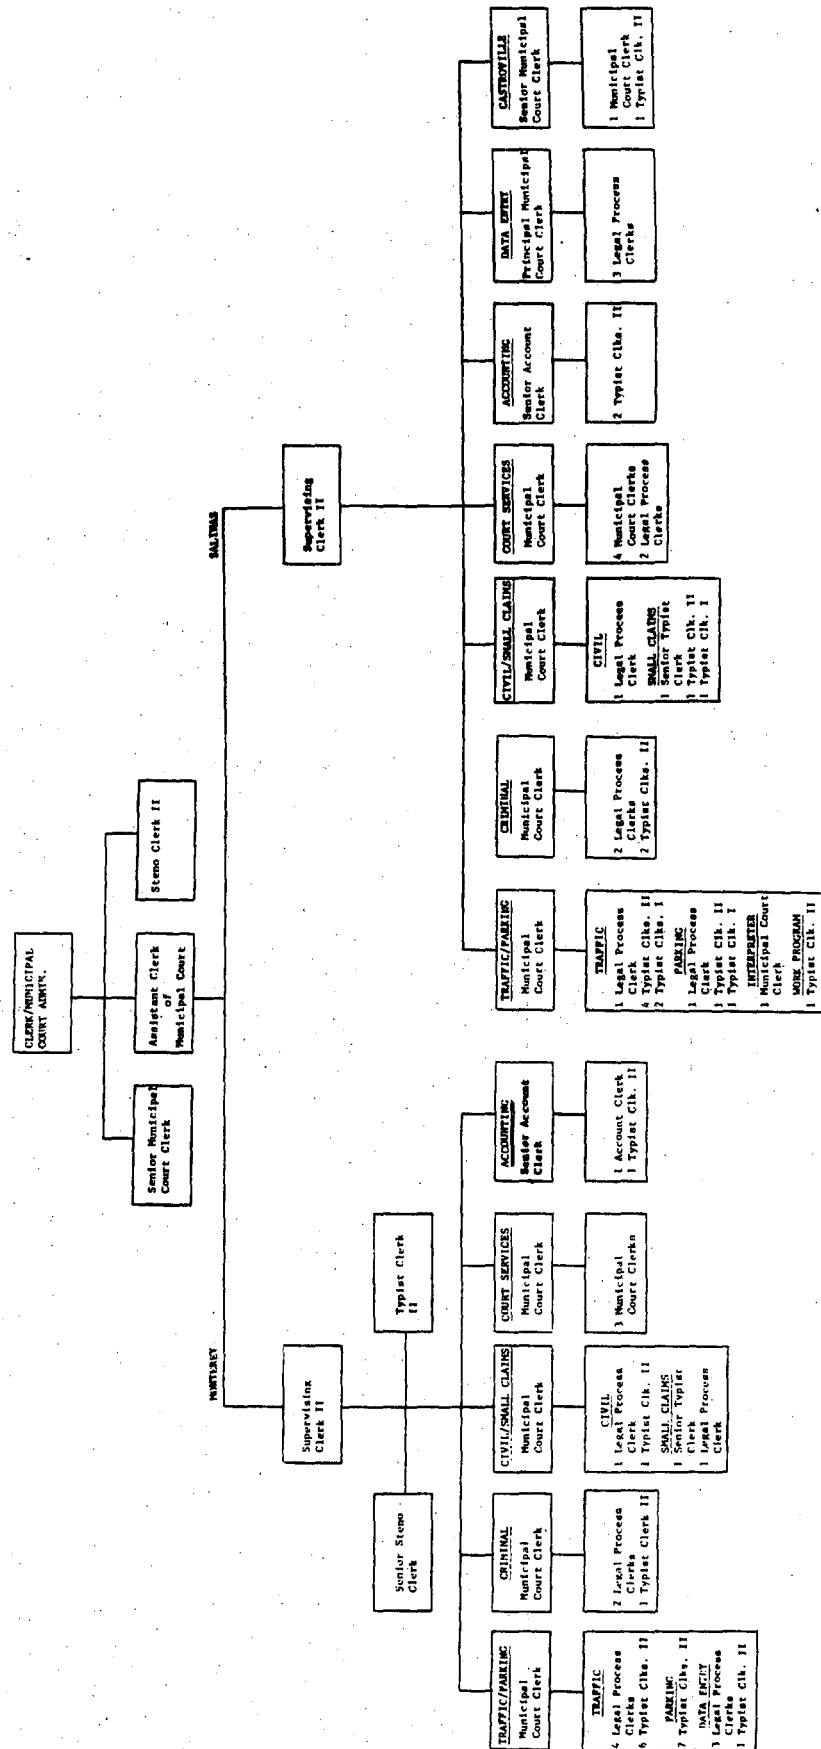 CLERK/MUNICIPAL
COURT ADMIN.
Senior Municipal
Court Clerk
Assistant Clerk
of
Municipal Court
Steno Clerk II
MONTEREY
SALINAS
Supervising
Clerk II
Supervising
Clerk II
Senior Steno
Clerk
Typist Clerk
II
TRAFFIC/PARKING
Municipal
Court Clerk
CRIMINAL
Municipal
Court Clerk
CIVIL/SMALL CLAIMS
Municipal
Court Clerk
COURT SERVICES
Municipal
Court Clerk
ACCOUNTING
Senior Account
Clerk
TRAFFIC/PARKING
Municipal
Court Clerk
CRIMINAL
Municipal
Court Clerk
CIVIL/SMALL CLAIMS
Municipal
Court Clerk
COURT SERVICES
Municipal
Court Clerk
ACCOUNTING
Senior Account
Clerk
DATA ENTRY
Principal Municipal
Court Clerk
CASTROVILLE
Senior Municipal
Court Clerk
TRAFFIC
4 Legal Process
Clerks
6 Typist Clks. II
PARKING
7 Typist Clks. II
DATA ENTRY
3 Legal Process
Clerks
1 Typist Clk. II
2 Legal Process
Clerks
1 Typist Clerk II
CIVIL
1 Legal Process
Clerk
1 Typist Clk. II
SMALL CLAIMS
1 Senior Typist
Clerk
1 Legal Process
Clerk
3 Municipal
Court Clerks
1 Account Clerk
1 Typist Clk. II
TRAFFIC
1 Legal Process
Clerk
4 Typist Clks. II
2 Typist Clks. I
PARKING
1 Legal Process
Clerk
1 Typist Clk. II
1 Typist Clk. I
INTERPRETER
1 Municipal Court
Clerk
WORK PROGRAM
1 Typist Clk. II
2 Legal Process
Clerks
2 Typist Clks. II
CIVIL
1 Legal Process
Clerk
SMALL CLAIMS
1 Senior Typist
Clerk
1 Typist Clk. II
1 Typist Clk. I
4 Municipal
Court Clerks
2 Legal Process
Clerks
2 Typist Clks. II
3 Legal Process
Clerks
1 Municipal
Court Clerk
1 Typist Clk. II